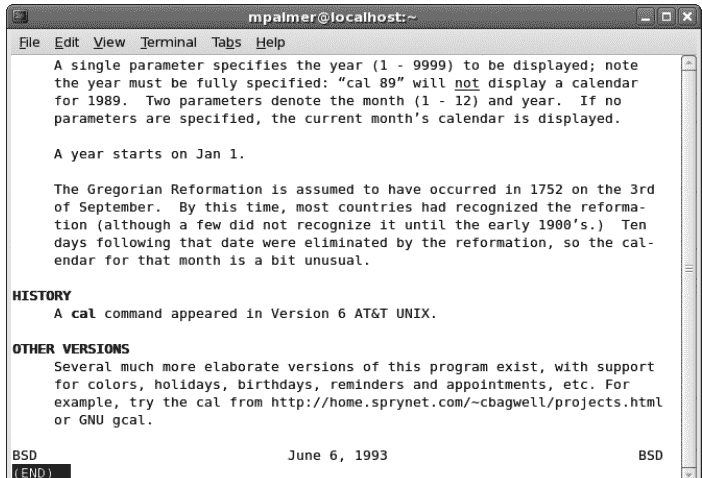 mpalmer@localhost:~
File Edit View Terminal Tabs Help
A single parameter specifies the year (1 - 9999) to be displayed; note
the year must be fully specified: “cal 89” will not display a calendar
for 1989. Two parameters denote the month (1 - 12) and year. If no
parameters are specified, the current month’s calendar is displayed.
A year starts on Jan 1.
The Gregorian Reformation is assumed to have occurred in 1752 on the 3rd
of September. By this time, most countries had recognized the reforma-
tion (although a few did not recognize it until the early 1900’s.) Ten
days following that date were eliminated by the reformation, so the cal-
endar for that month is a bit unusual.
HISTORY
A cal command appeared in Version 6 AT&T UNIX.
OTHER VERSIONS
Several much more elaborate versions of this program exist, with support
for colors, holidays, birthdays, reminders and appointments, etc. For
example, try the cal from http://home.sprynet.com/~cbagwell/projects.html
or GNU gcal.
BSD June 6, 1993 BSD
(END)